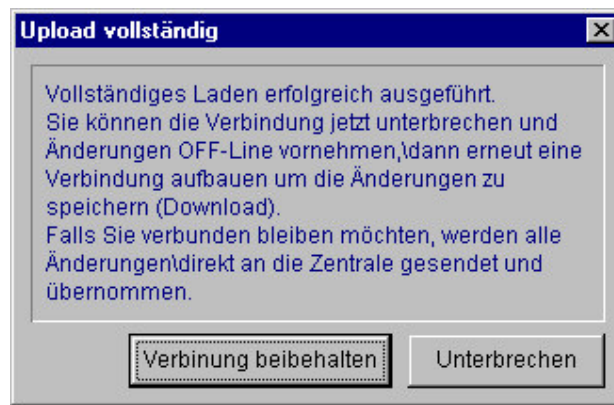 Upload vollständig
Vollständiges Laden erfolgreich ausgeführt.
Sie können die Verbindung jetzt unterbrechen und
Änderungen OFF-Line vornehmen,\dann erneut eine
Verbindung aufbauen um die Änderungen zu
speichern (Download).
Falls Sie verbunden bleiben möchten, werden alle
Änderungen\direkt an die Zentrale gesendet und
übernommen.
Verbinung beibehalten
Unterbrechen